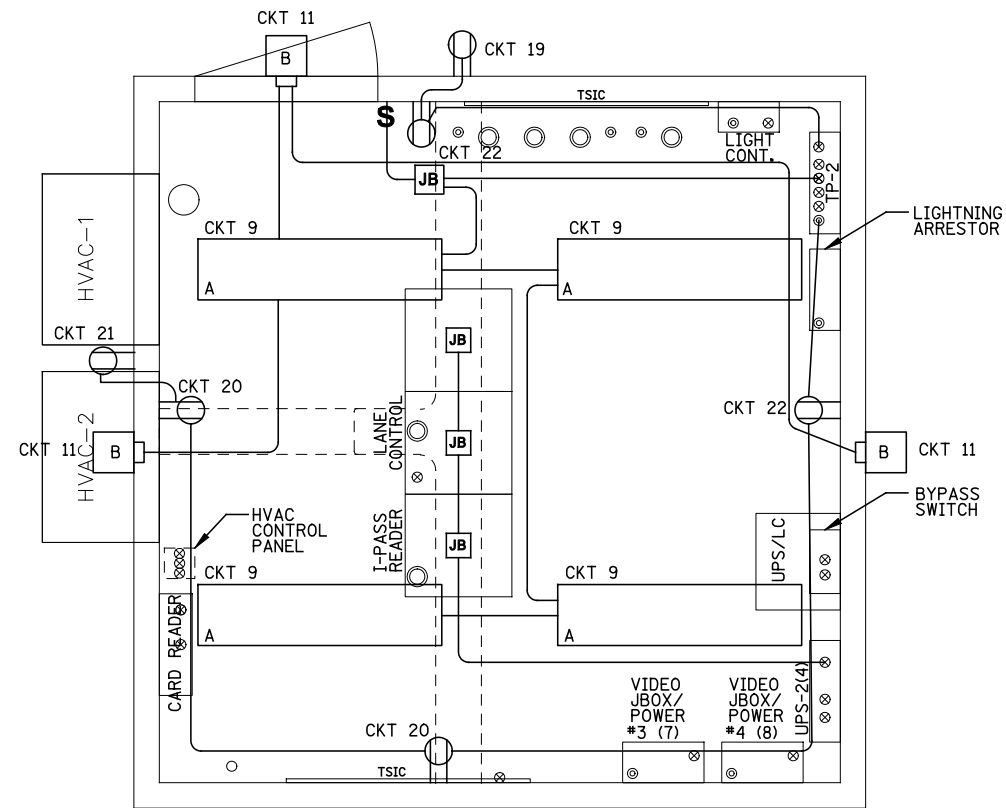 CKT 11
B
CKT 19
TSIC
S
CKT 22
LIGHT
CONT.
JB
TP-2
LIGHTNING
ARRESTOR
HVAC-1
CKT 9
A
CKT 9
A
CKT 21
JB
CKT 20
CKT 22
LANE
CONTROL
JB
CKT 11
B
HVAC-2
B
CKT 11
BYPASS
SWITCH
HVAC
CONTROL
PANEL
I-PASS
READER
JB
UPS/LC
CKT 9
A
CKT 9
A
CARD READER
VIDEO
JBOX/
POWER
#3 (7)
VIDEO
JBOX/
POWER
#4 (8)
UPS-2(4)
CKT 20
TSIC